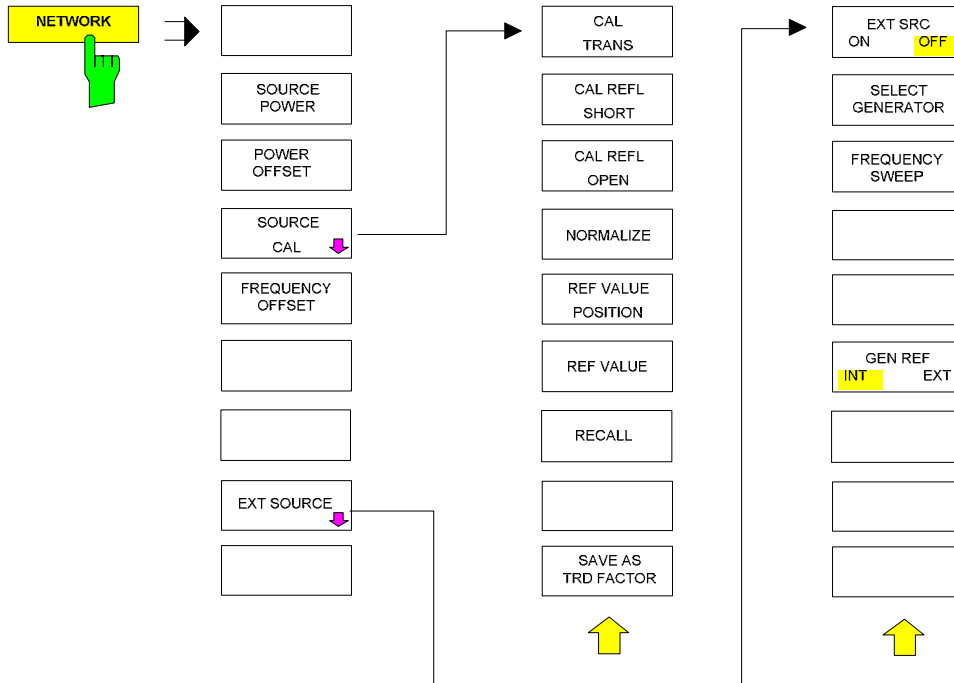 NETWORK
SOURCE
POWER
POWER
OFFSET
SOURCE
CAL
FREQUENCY
OFFSET
EXT SOURCE
CAL
TRANS
CAL REFL
SHORT
CAL REFL
OPEN
NORMALIZE
REF VALUE
POSITION
REF VALUE
RECALL
SAVE AS
TRD FACTOR
EXT SRC
ON OFF
SELECT
GENERATOR
FREQUENCY
SWEEP
GEN REF
INT EXT